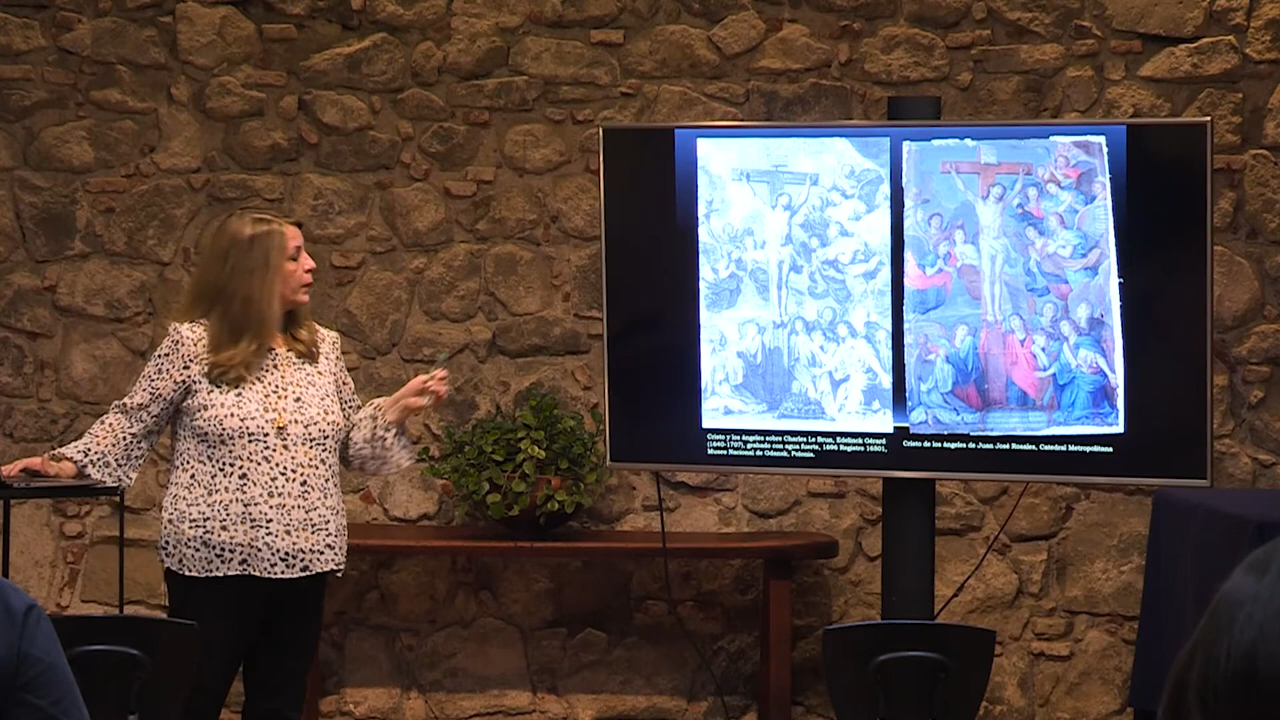 Cristo y los ángeles sobre Charles Le Brun, Edelinck Gérard
(1640-1707), grabado con agua fuerte, 1696 Registro 16501,
Museo Nacional de Gdansk, Polonia.
Cristo de los ángeles de Juan José Rosales, Catedral Metropolitana